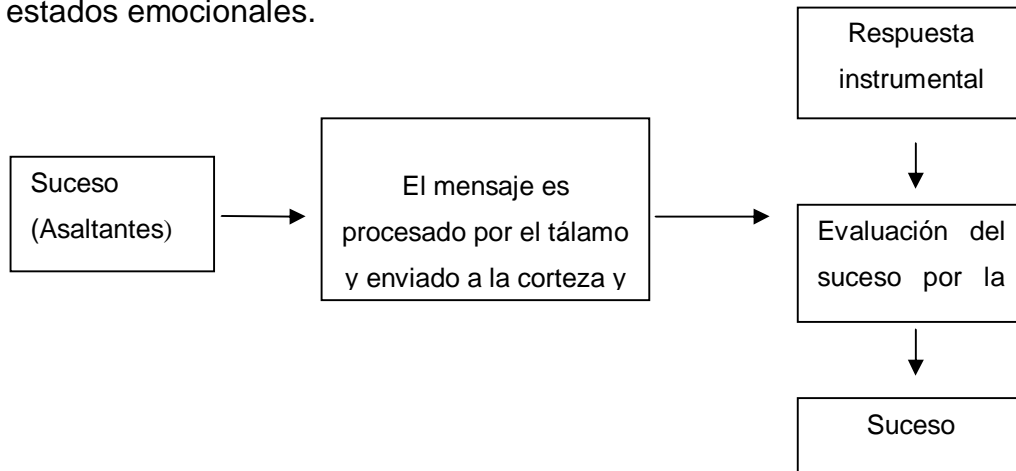 estados emocionales.
Respuesta
instrumental
Suceso
(Asaltantes)
El mensaje es
procesado por el tálamo
y enviado a la corteza y
Evaluación del
suceso por la
Suceso